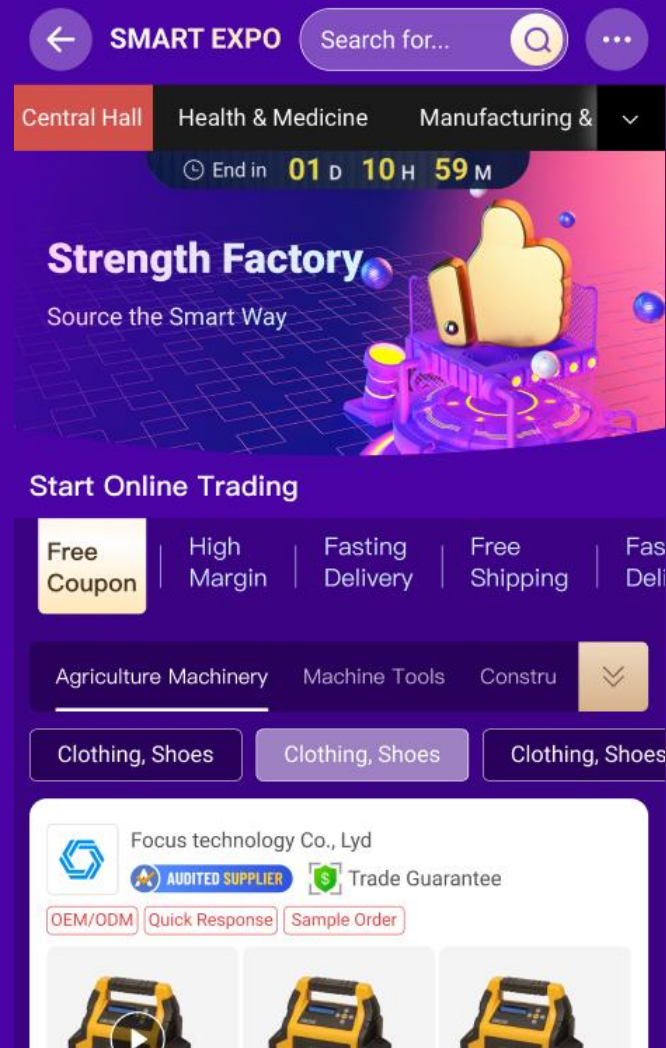 SMART EXPO
Search for...
Central Hall
Health & Medicine
Manufacturing &
End in 01 D 10 H 59 M
Strength Factory
Source the Smart Way
Start Online Trading
Free
Coupon
High
Margin
Fasting
Delivery
Free
Shipping
Fas
Deli
Agriculture Machinery
Machine Tools
Constru
Clothing, Shoes
Clothing, Shoes
Clothing, Shoes
Focus technology Co., Lyd
AUDITED SUPPLIER
Trade Guarantee
OEM/ODM
Quick Response
Sample Order